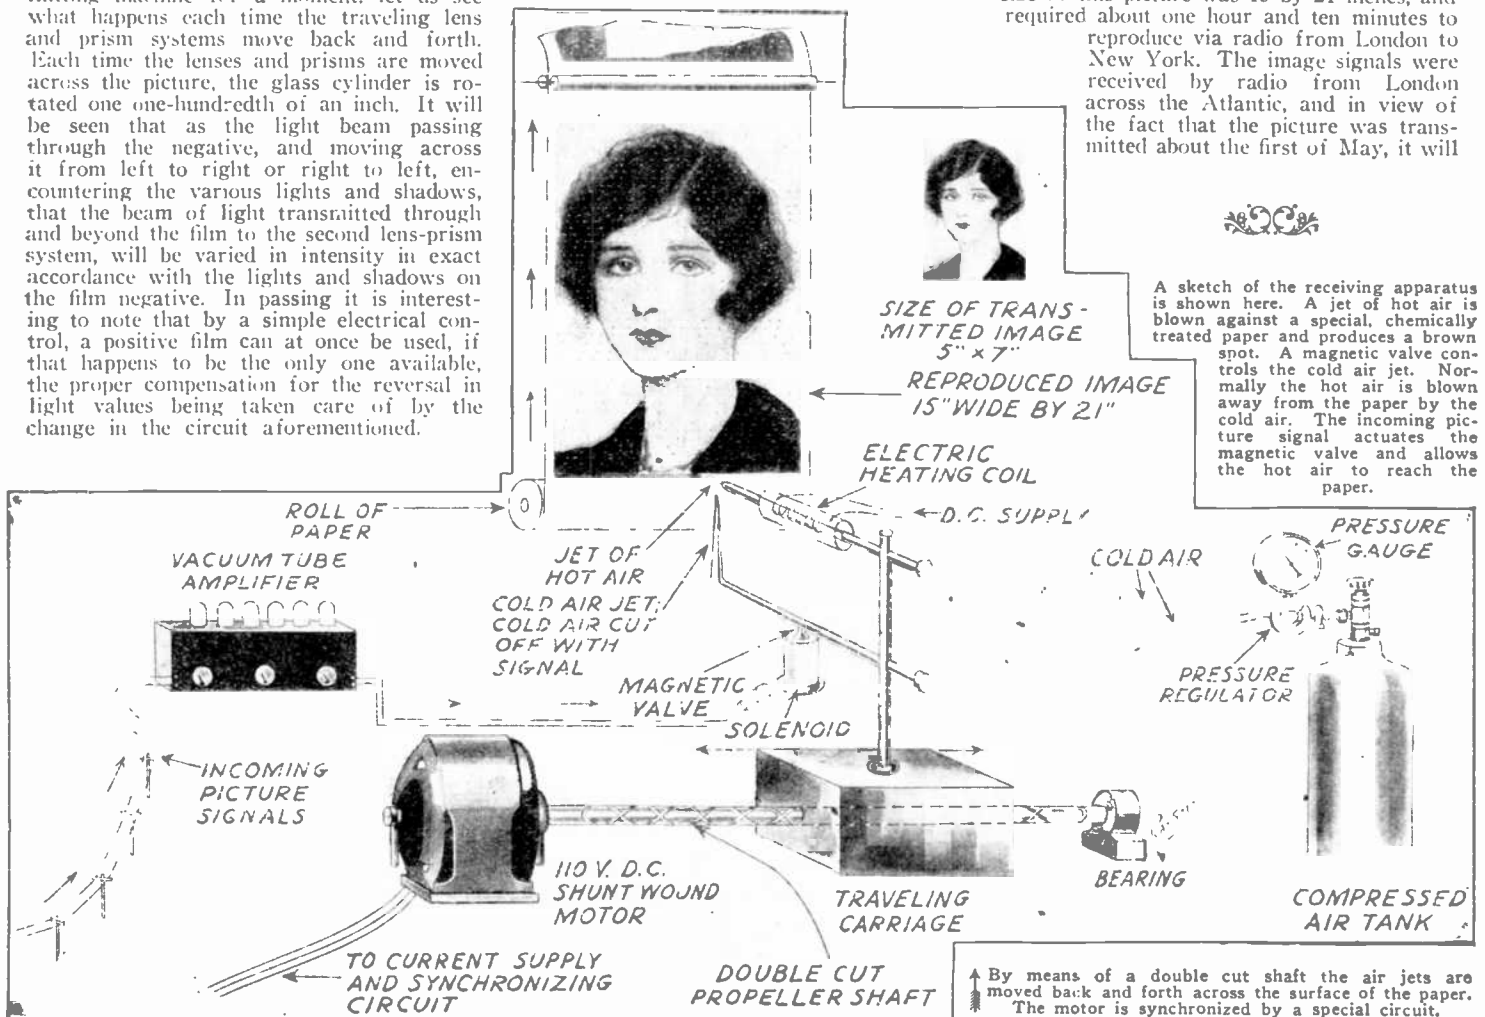 what happens each time the traveling lens
and prism systems move back and forth.
Each time the lenses and prisms are moved
across the picture, the glass cylinder is ro-
tated one one-hundredth of an inch. It will
be seen that as the light beam passing
through the negative, and moving across
it from left to right or right to left, en-
countering the various lights and shadows,
that the beam of light transmitted through
and beyond the film to the second lens-prism
system, will be varied in intensity in exact
accordance with the lights and shadows on
the film negative. In passing it is interest-
ing to note that by a simple electrical con-
trol, a positive film can at once be used, if
that happens to be the only one available,
the proper compensation for the reversal in
light values being taken care of by the
change in the circuit aforementioned.
required about one hour and ten minutes to
reproduce via radio from London to
New York. The image signals were
received by radio from London
across the Atlantic, and in view of
the fact that the picture was trans-
mitted about the first of May, it will
SIZE OF TRANS-
MITTED IMAGE
5" x 7"
REPRODUCED IMAGE
15" WIDE BY 21"
A sketch of the receiving apparatus
is shown here. A jet of hot air is
blown against a special, chemically
treated paper and produces a brown
spot. A magnetic valve con-
trols the cold air jet. Nor-
mally the hot air is blown
away from the paper by the
cold air. The incoming pic-
ture signal actuates the
magnetic valve and allows
the hot air to reach the
paper.
ELECTRIC
HEATING COIL
D.C. SUPPLY
ROLL OF
PAPER
VACUUM TUBE
AMPLIFIER
JET OF
HOT AIR
COLD AIR JET;
COLD AIR CUT
OFF WITH
SIGNAL
COLD AIR
PRESSURE
GAUGE
PRESSURE
REGULATOR
MAGNETIC
VALVE
SOLENOID
INCOMING
PICTURE
SIGNALS
110 V. D.C.
SHUNT WOUND
MOTOR
TRAVELING
CARRIAGE
BEARING
COMPRESSED
AIR TANK
TO CURRENT SUPPLY
AND SYNCHRONIZING
CIRCUIT
DOUBLE CUT
PROPELLER SHAFT
By means of a double cut shaft the air jets are
moved back and forth across the surface of the paper.
The motor is synchronized by a special circuit.